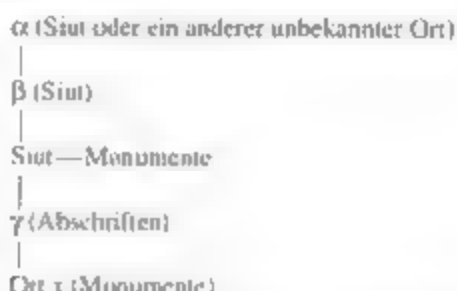 α (Siut oder ein anderer unbekannter Ort)
β (Siut)
Siut—Monumente
γ (Abschriften)
Ort x (Monumente)